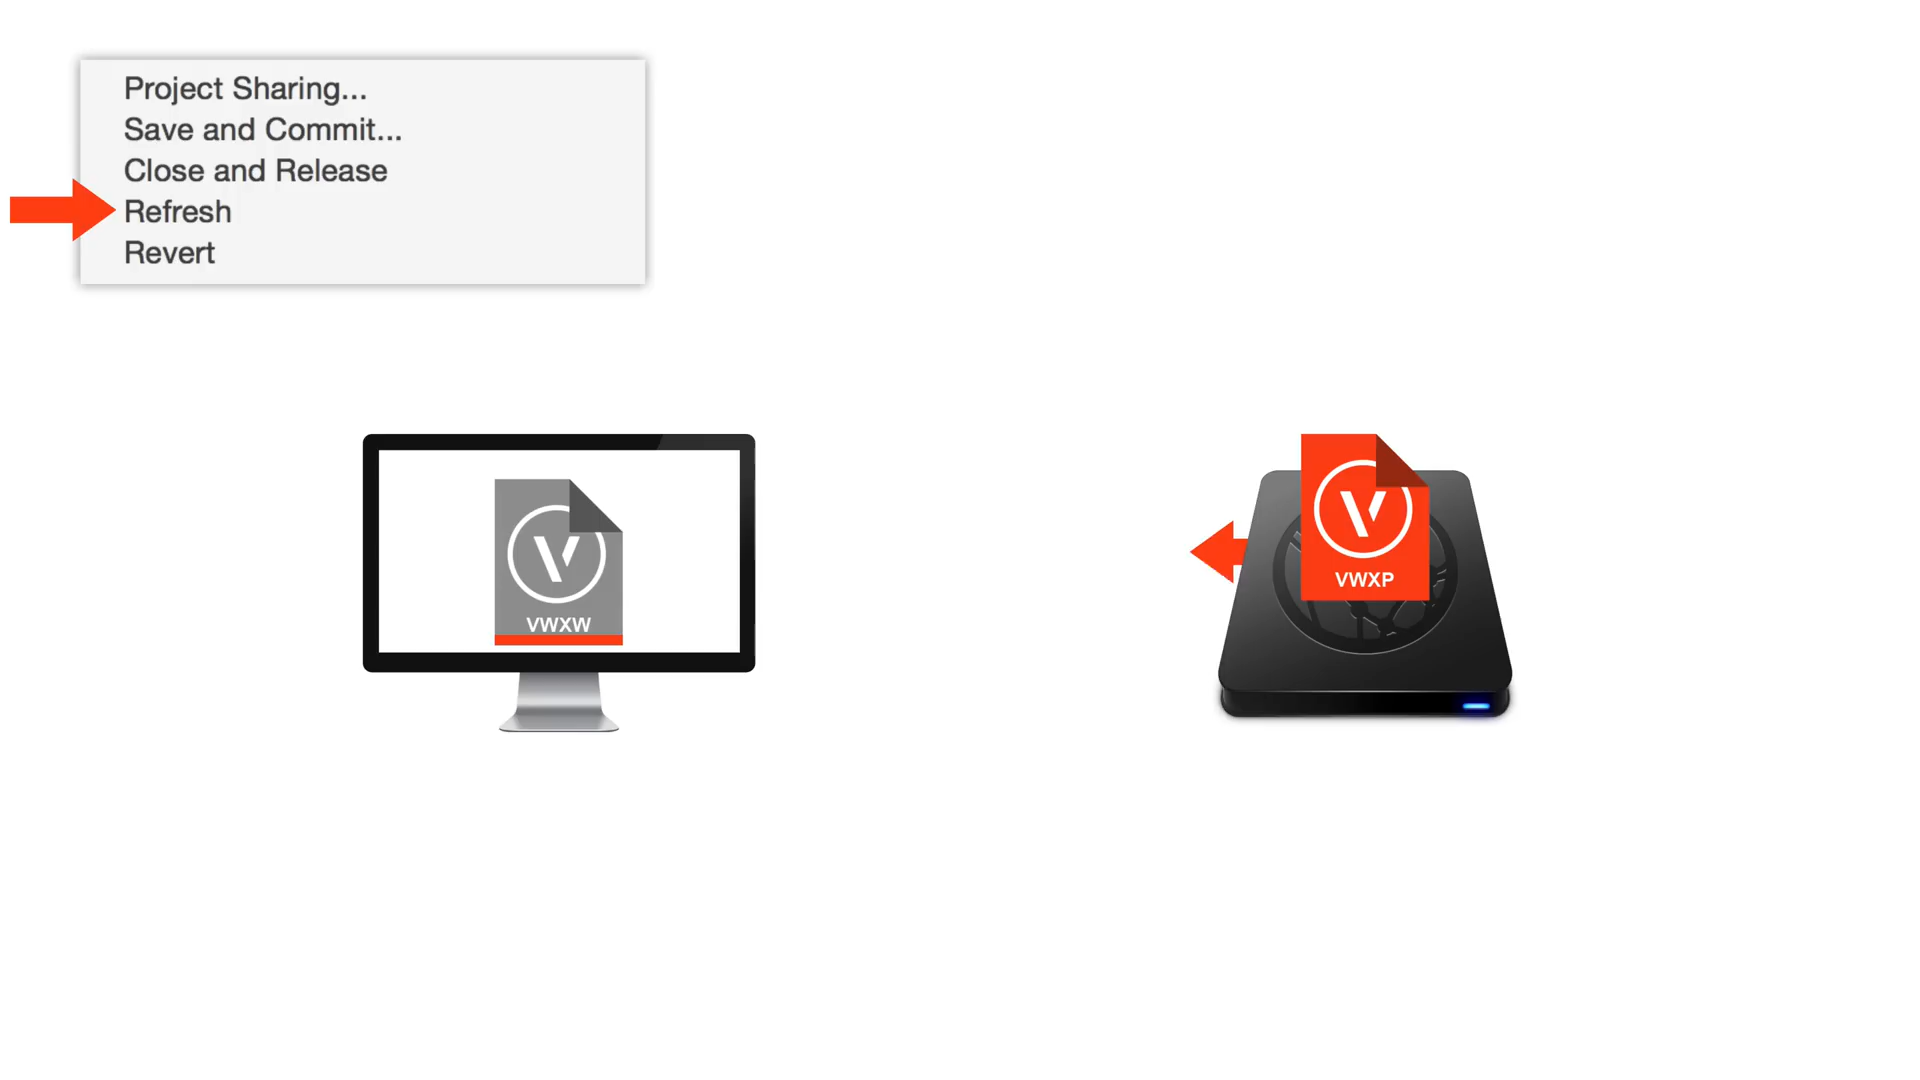 Project Sharing...
Save and Commit...
Close and Release
Refresh
Revert
VWXW
VWXP